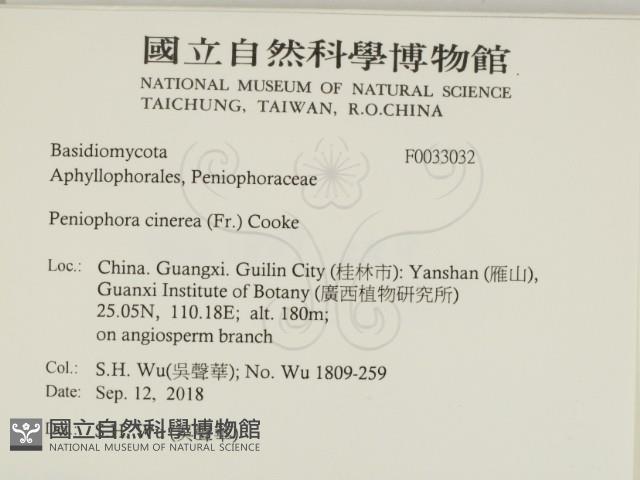 國立自然科學博物館
NATIONAL MUSEUM OF NATURAL SCIENCE
TAICHUNG, TAIWAN, R.O.CHINA
Basidiomycota F0033032
Aphyllophorales, Peniophoraceae
Peniophora cinerea (Fr.) Cooke
Loc.: China. Guangxi. Guilin City (桂林市): Yanshan (雁山),
Guanxi Institute of Botany (廣西植物研究所)
25.05N, 110.18E; alt. 180m;
on angiosperm branch
Col.: S.H. Wu(吳聲華); No. Wu 1809-259
Date: Sep. 12, 2018
國立自然科學博物館
NATIONAL MUSEUM OF NATURAL SCIENCE